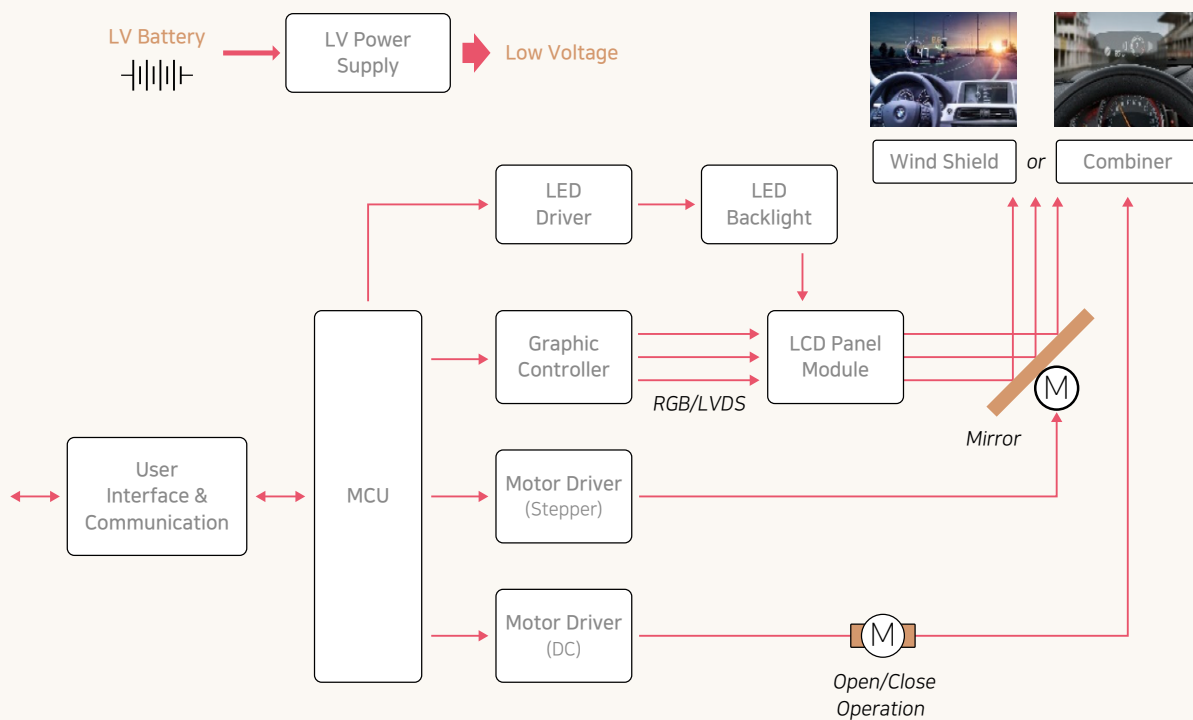 LV Battery
LV Power
Supply
Low Voltage
Wind Shield
or
Combiner
LED
Driver
LED
Backlight
Graphic
Controller
RGB/LVDS
LCD Panel
Module
M
Mirror
User
Interface &
Communication
MCU
Motor Driver
(Stepper)
Motor Driver
(DC)
M
Open/Close
Operation